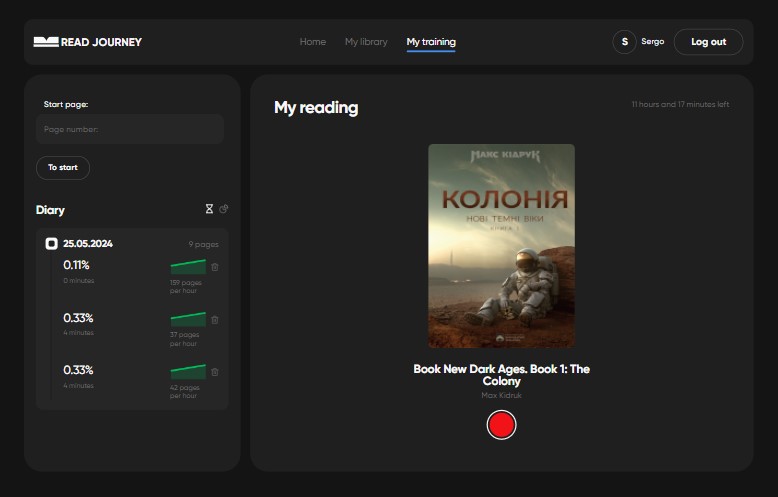 READ JOURNEY
Home
My library
My training
S
Sergo
Log out
Start page:
Page number:
To start
Diary
25.05.2024
9 pages
0.11%
0 minutes
159 pages
per hour
0.33%
4 minutes
37 pages
per hour
0.33%
4 minutes
42 pages
per hour
My reading
11 hours and 17 minutes left
МАКС КІДРУК
КОЛОНІЯ
НОВІ ТЕМНІ ВІКИ
Book New Dark Ages. Book 1: The
Colony
Max Kidruk